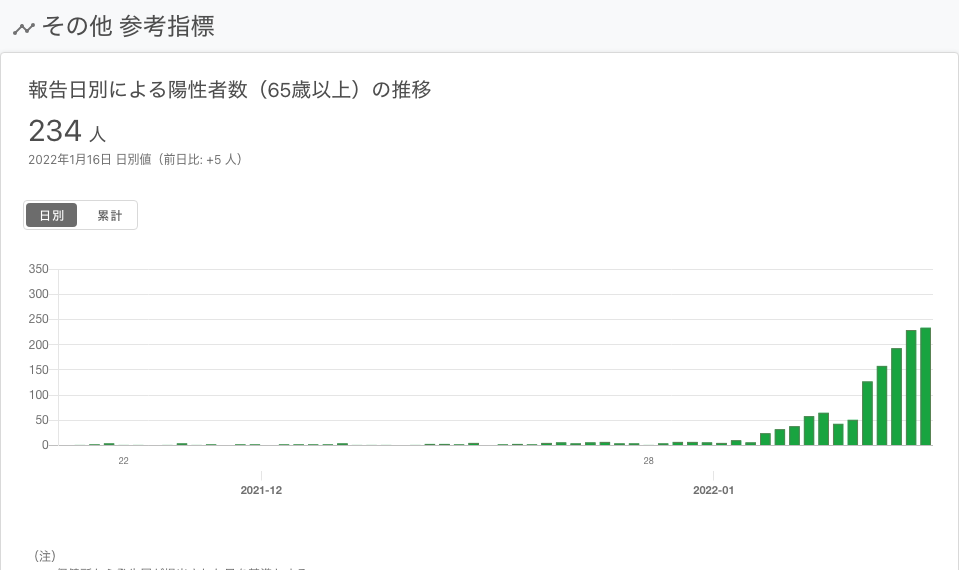 その他 参考指標
報告日別による陽性者数（65歳以上）の推移
234 人
2022年1月16日 日別値（前日比: +5 人）
日別 累計
350
300
250
200
150
100
50
0
22 28
2021-12 2022-01
（注）